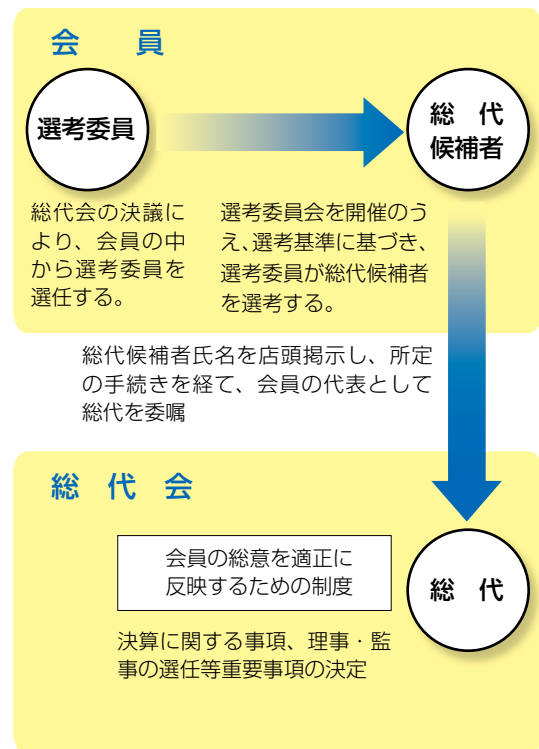 会　員
選考委員
総　代
候補者
総代会の決議に
より、会員の中
から選考委員を
選任する。
選考委員会を開催のう
え、選考基準に基づき、
選考委員が総代候補者
を選考する。
総代候補者氏名を店頭掲示し、所定
の手続きを経て、会員の代表として
総代を委嘱
総　代　会
会員の総意を適正に
反映するための制度
総　代
決算に関する事項、理事・監
事の選任等重要事項の決定